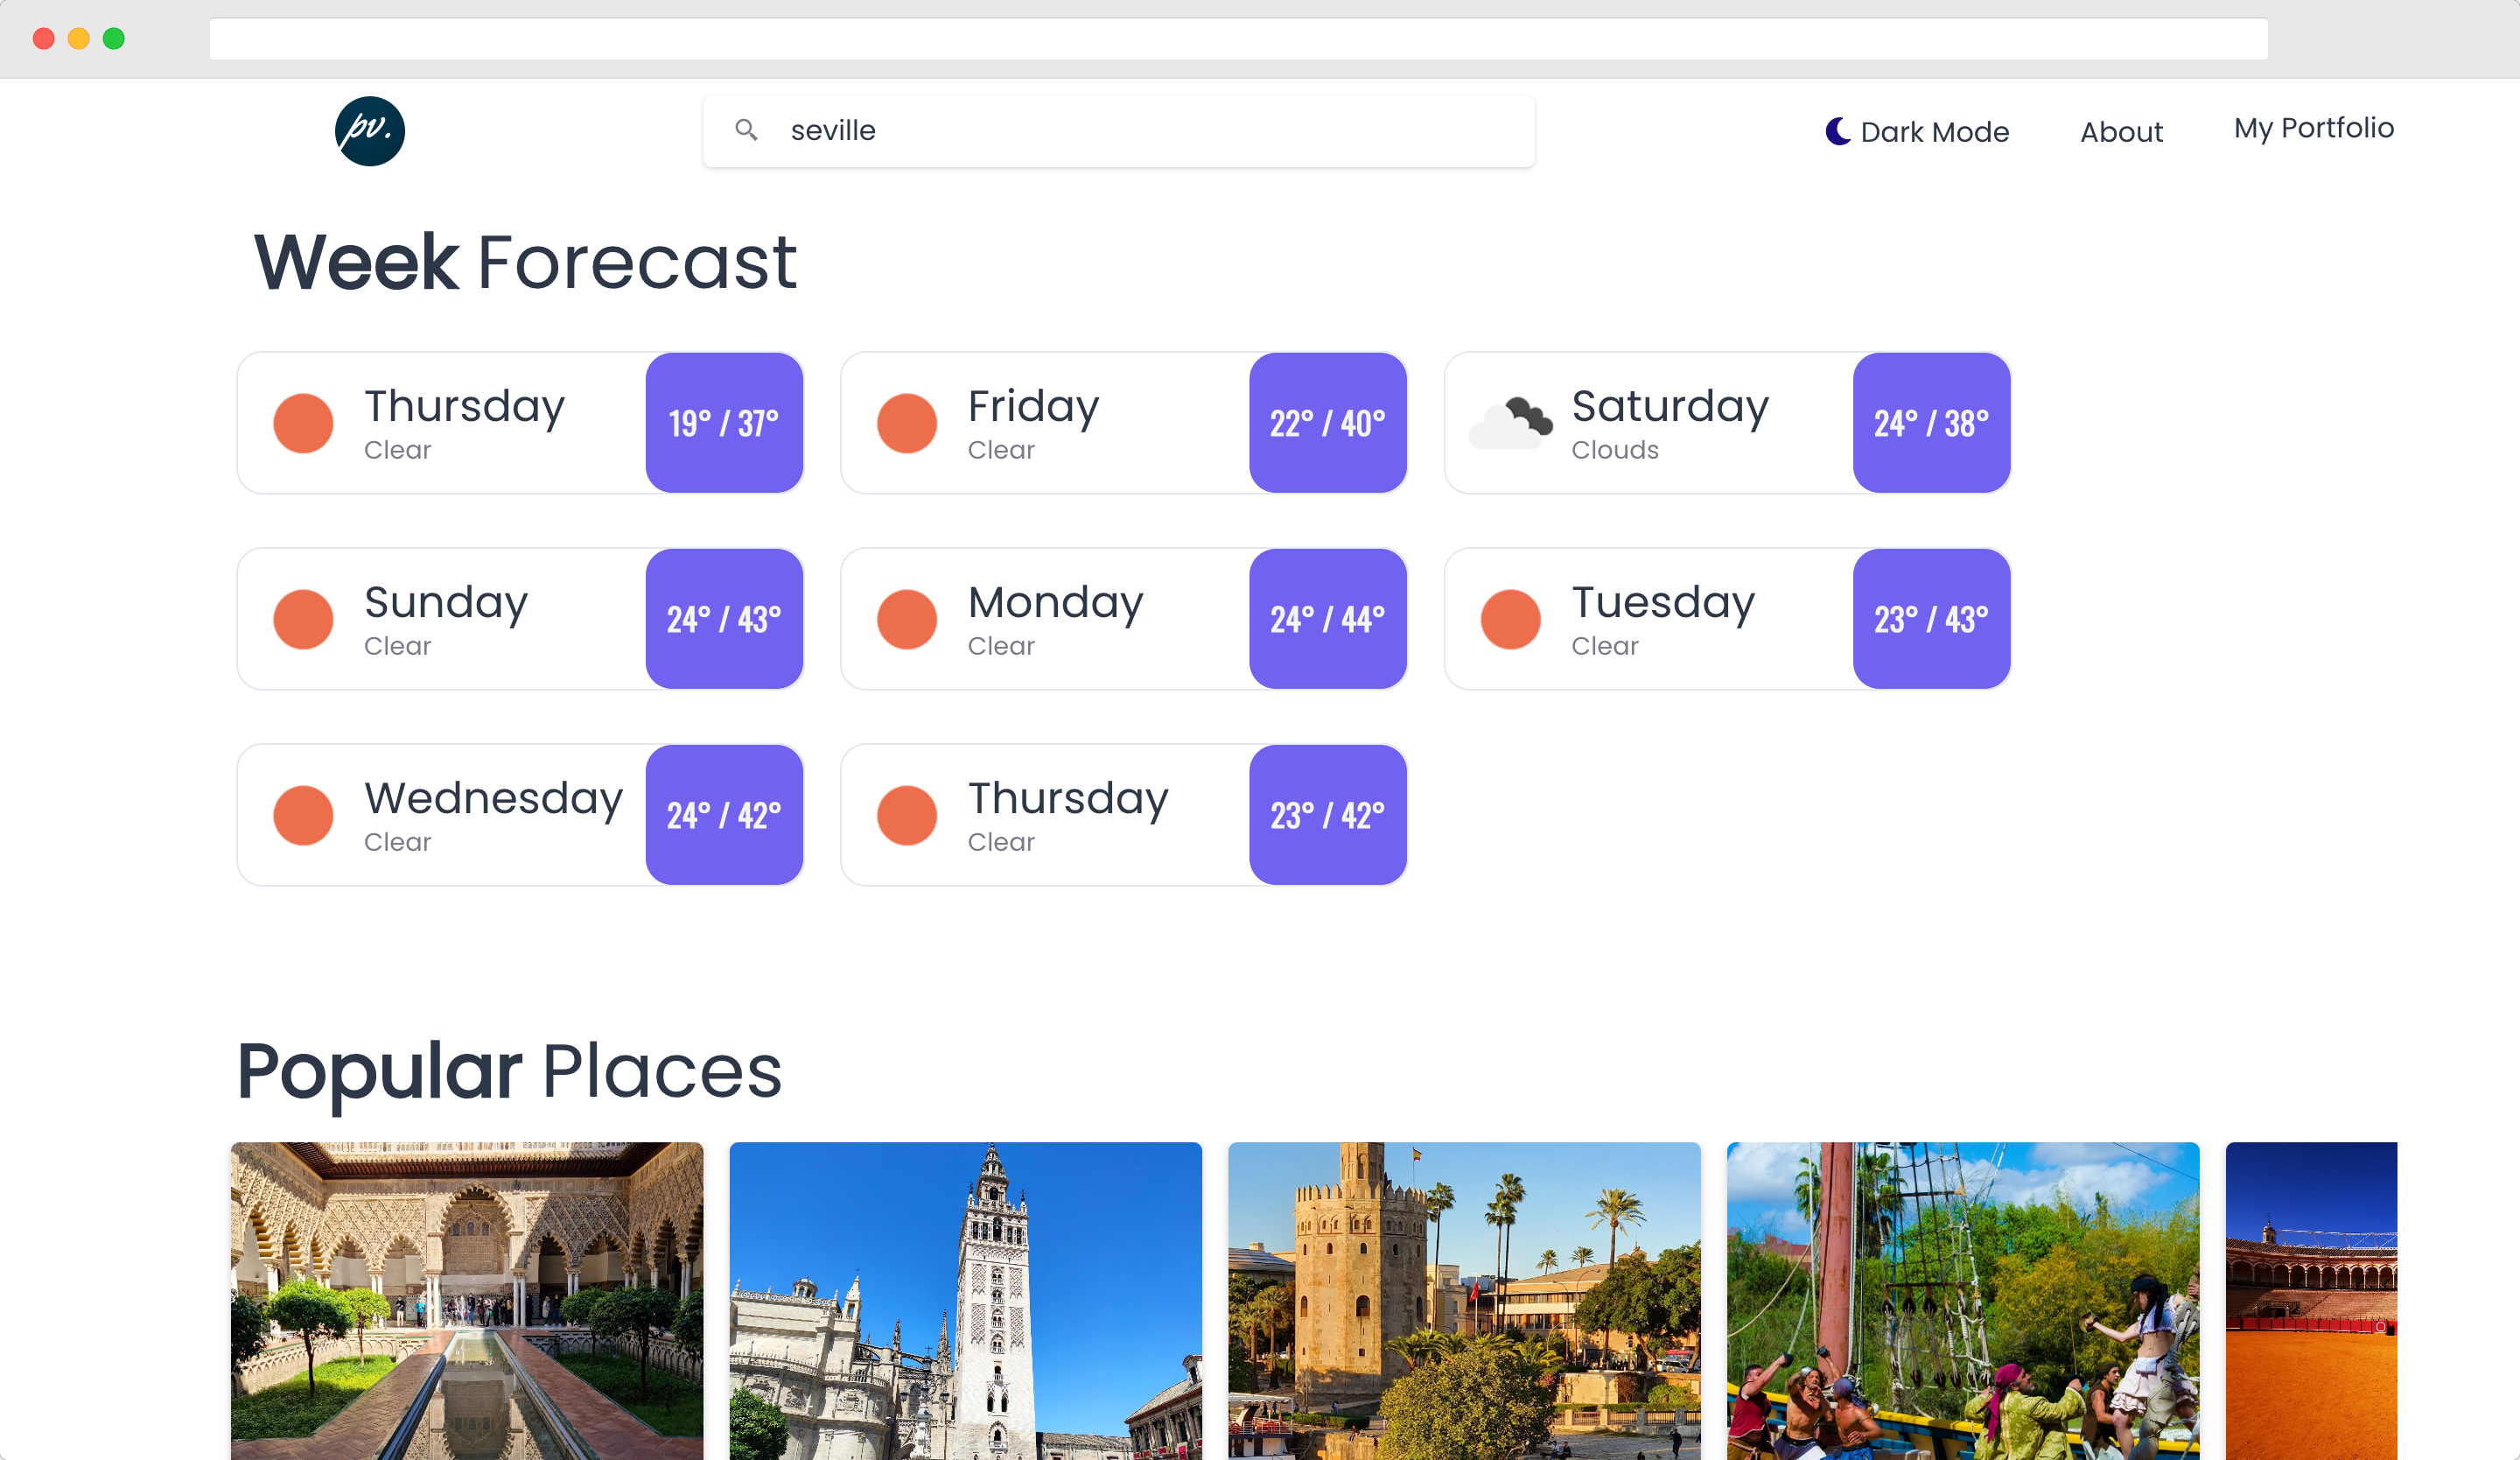 pv.
seville
Dark Mode
About
My Portfolio
Week Forecast
Thursday
Clear
19° / 37°
Friday
Clear
22° / 40°
Saturday
Clouds
24° / 38°
Sunday
Clear
24° / 43°
Monday
Clear
24° / 44°
Tuesday
Clear
23° / 43°
Wednesday
Clear
24° / 42°
Thursday
Clear
23° / 42°
Popular Places